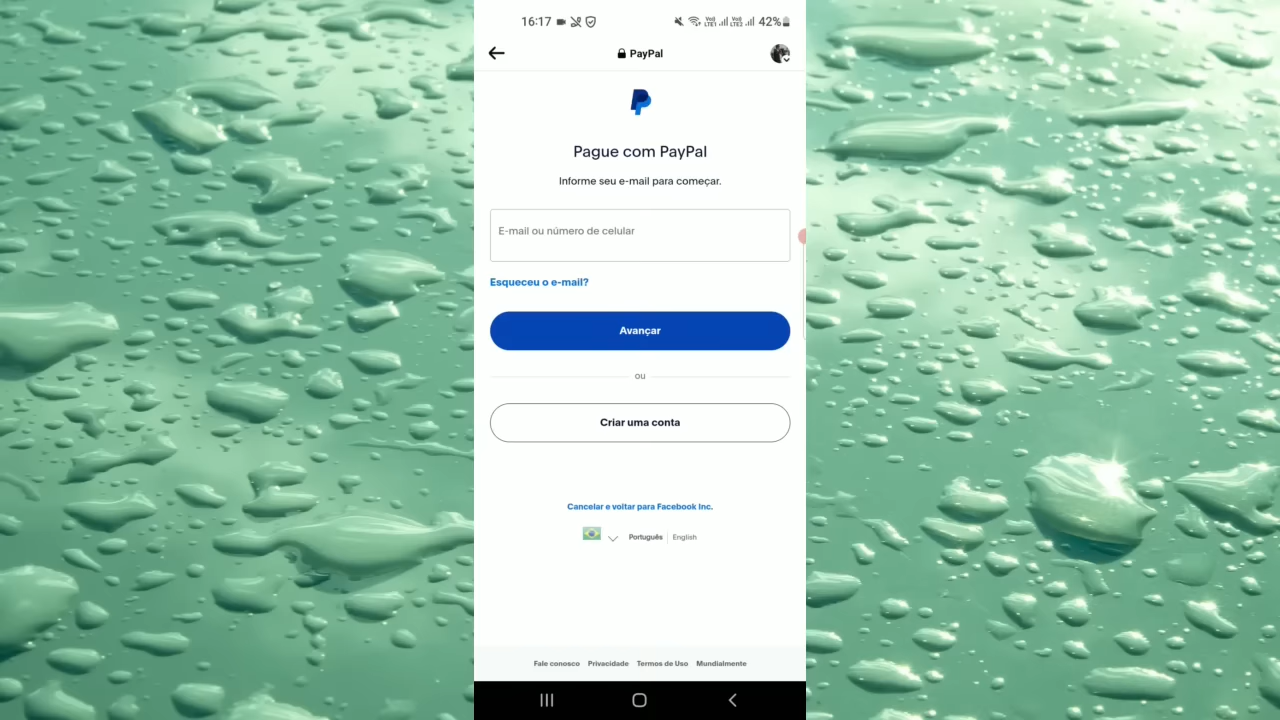 16:17
42%
PayPal
Pague com PayPal
Informe seu e-mail para começar.
E-mail ou número de celular
Esqueceu o e-mail?
Avançar
ou
Criar uma conta
Cancelar e voltar para Facebook Inc.
Português English
Fale conosco Privacidade Termos de Uso Mundialmente